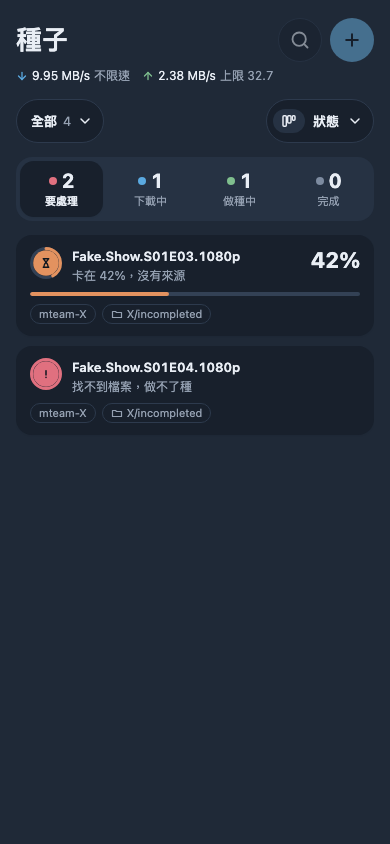 種子
9.95 MB/s 不限速 2.38 MB/s 上限 32.7
全部 4 狀態
2 1 1 0
要處理 下載中 做種中 完成
Fake.Show.S01E03.1080p 42%
卡在 42%，沒有來源
mteam-X X/incompleted
! Fake.Show.S01E04.1080p
找不到檔案，做不了種
mteam-X X/incompleted